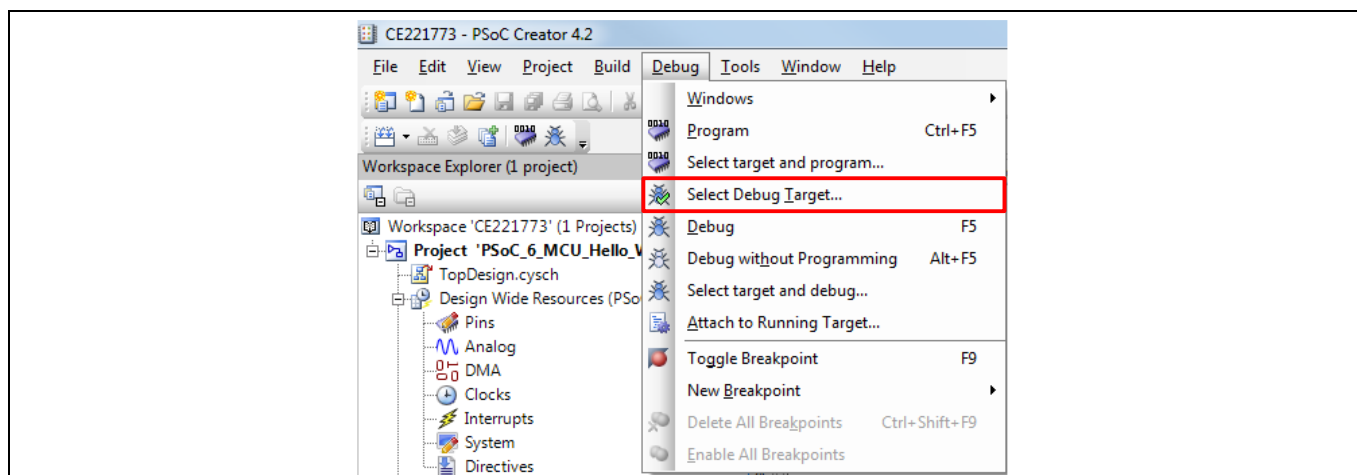 CE221773 - PSoC Creator 4.2
File Edit View Project Build Debug Tools Window Help
Windows
Program Ctrl+F5
Select target and program...
Workspace Explorer (1 project)
Select Debug Target...
Workspace 'CE221773' (1 Projects)
Debug F5
Project 'PSoC_6_MCU_Hello_
Debug without Programming Alt+F5
TopDesign.cysch
Select target and debug...
Design Wide Resources (PSo
Attach to Running Target...
Pins
Analog
Toggle Breakpoint F9
DMA
New Breakpoint
Clocks
Delete All Breakpoints Ctrl+Shift+F9
Interrupts
System
Enable All Breakpoints
Directives